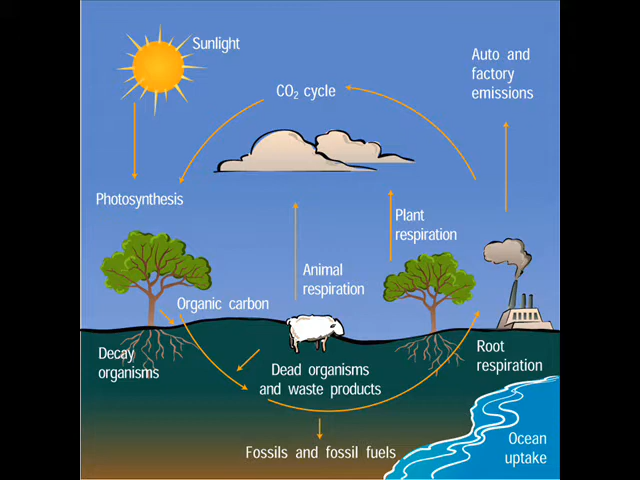 Sunlight
Auto and
factory
emissions
CO₂ cycle
Photosynthesis
Plant
respiration
Animal
respiration
Organic carbon
Decay
organisms
Dead organisms
and waste products
Root
respiration
Fossils and fossil fuels
Ocean
uptake